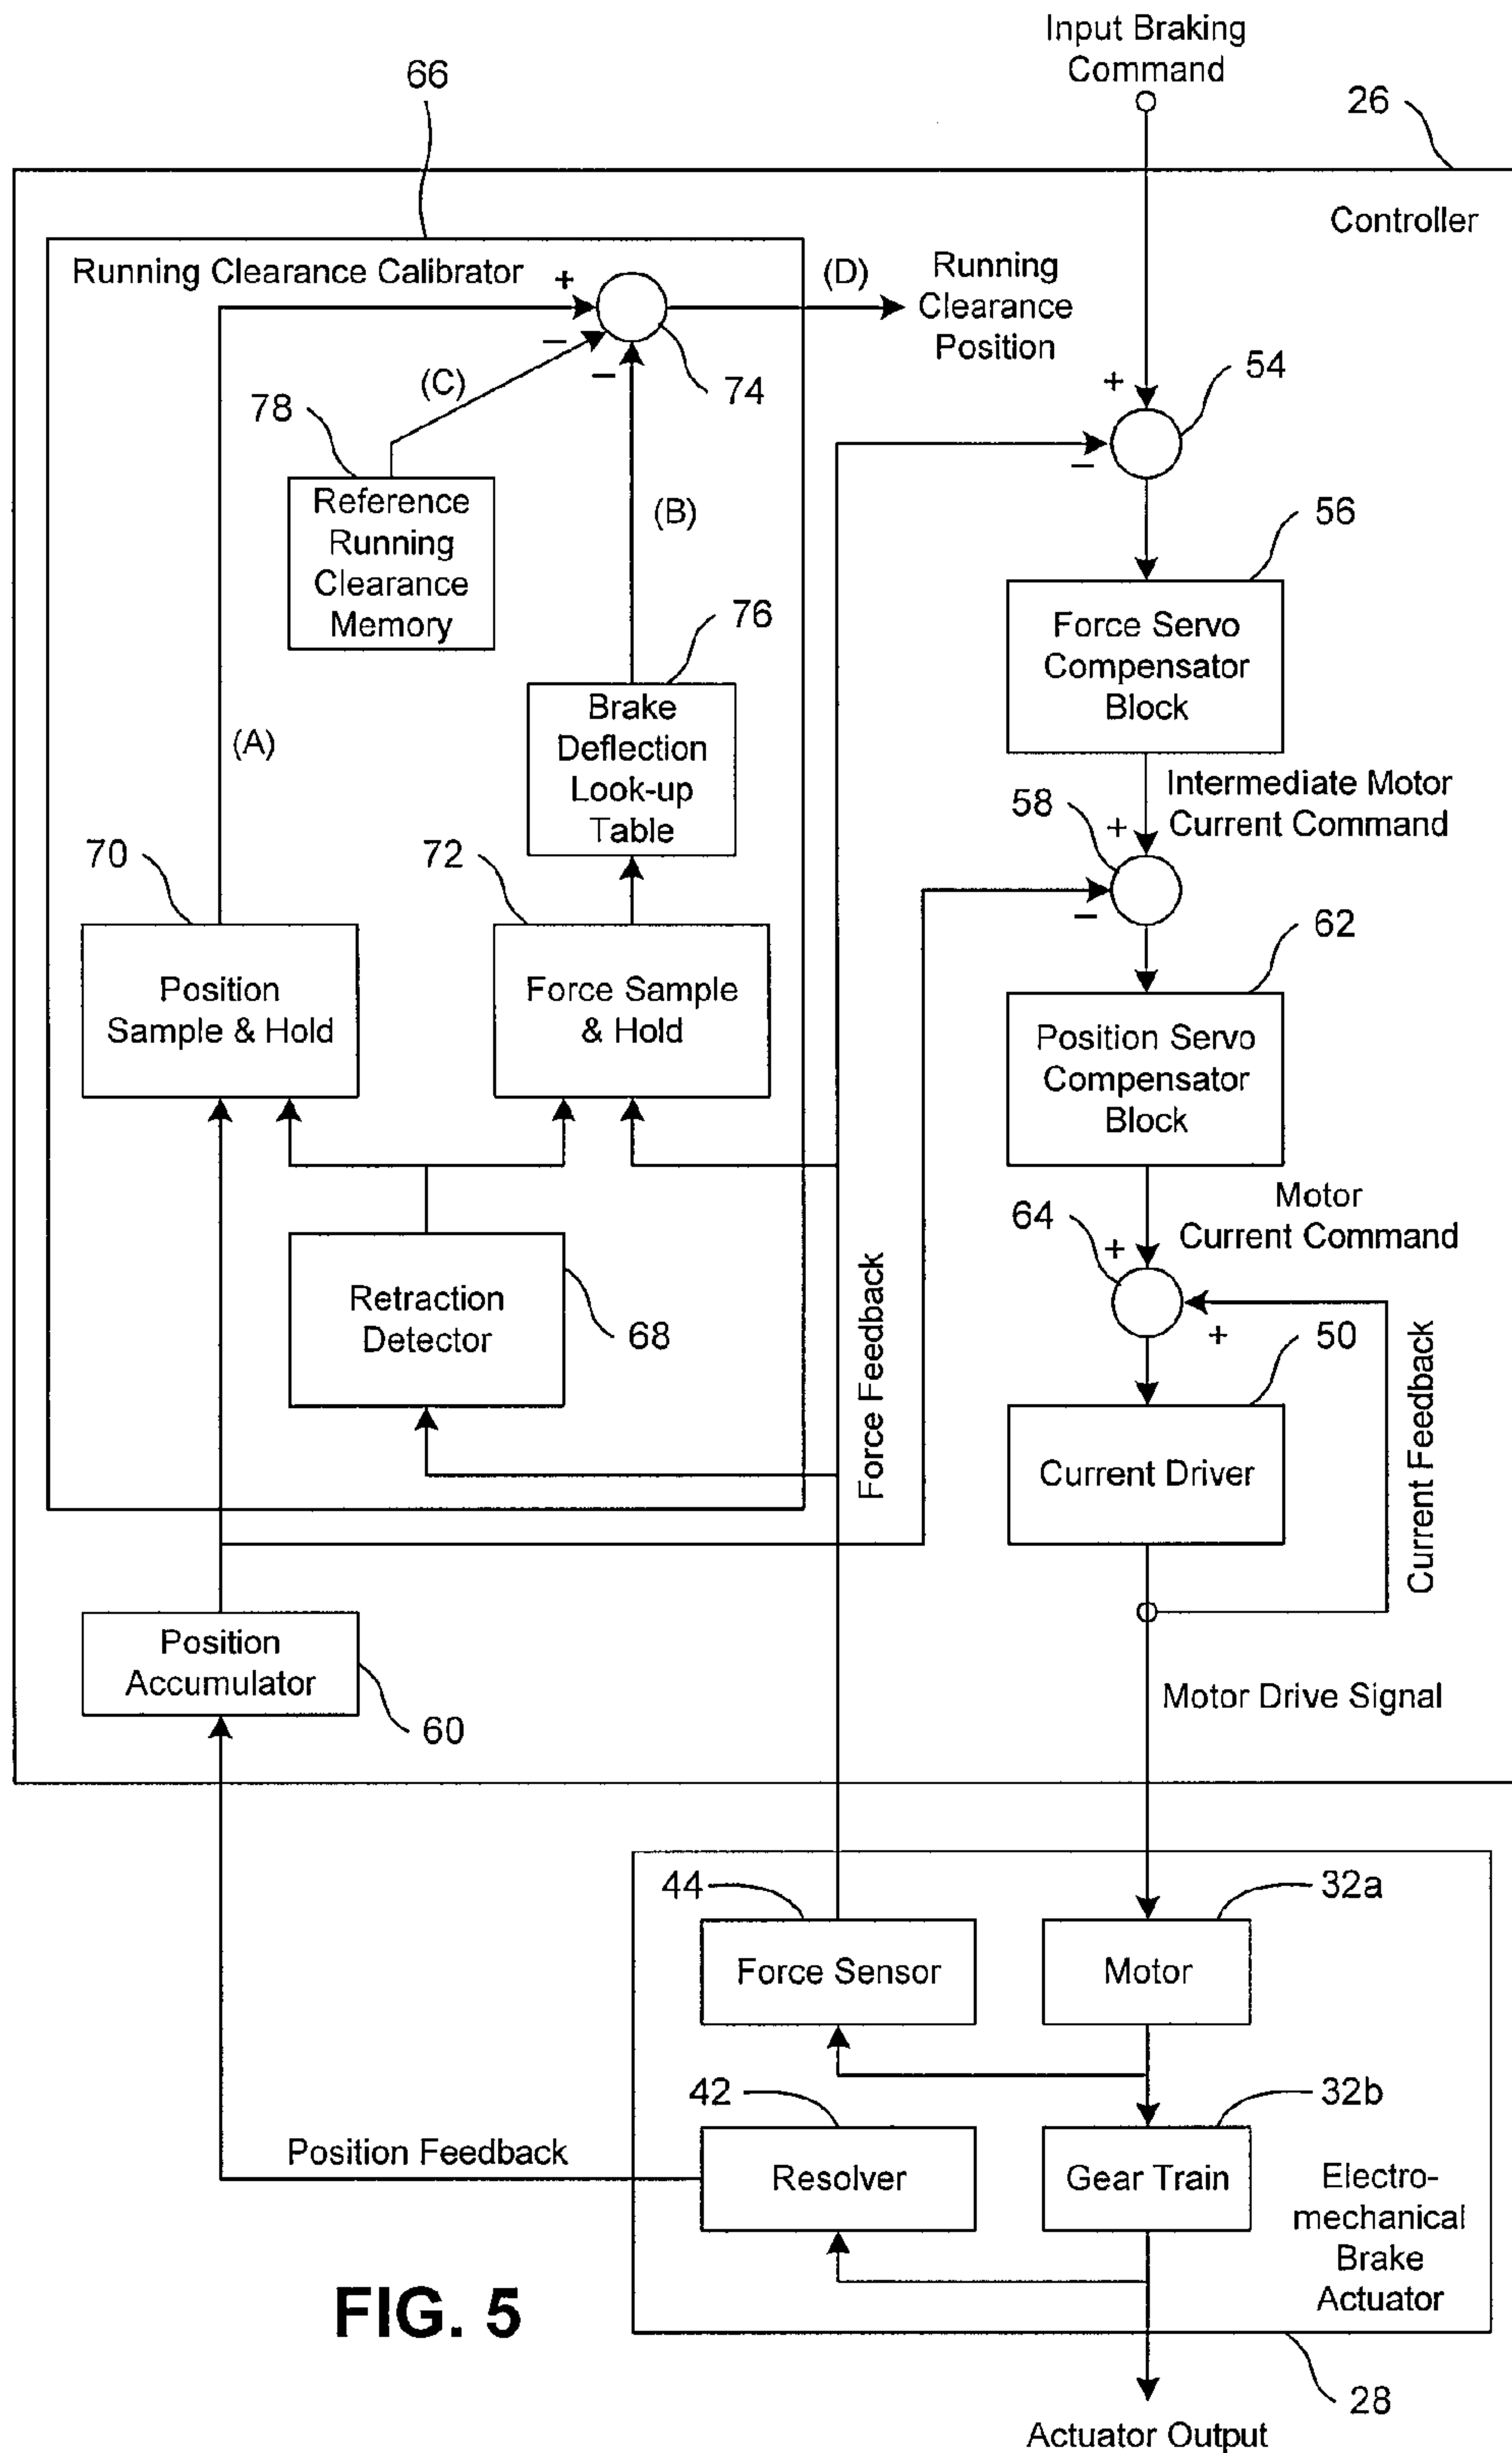 Input Braking
Command
66
26
Controller
Running Clearance Calibrator
+
(D)
Running
Clearance
Position
−
−
(C)
74
54
+
78
−
Reference
Running
Clearance
Memory
(B)
56
Force Servo
Compensator
Block
76
Brake
Deflection
Look-up
Table
(A)
Intermediate Motor
Current Command
58
+
70
72
−
62
Position
Sample & Hold
Force Sample
& Hold
Position Servo
Compensator
Block
Motor
Current Command
64
+
+
Retraction
Detector
68
Force Feedback
50
Current Driver
Current Feedback
Position
Accumulator
60
Motor Drive Signal
44
32a
Force Sensor
Motor
42
32b
Position Feedback
Resolver
Gear Train
Electro-
mechanical
Brake
Actuator
FIG. 5
28
Actuator Output